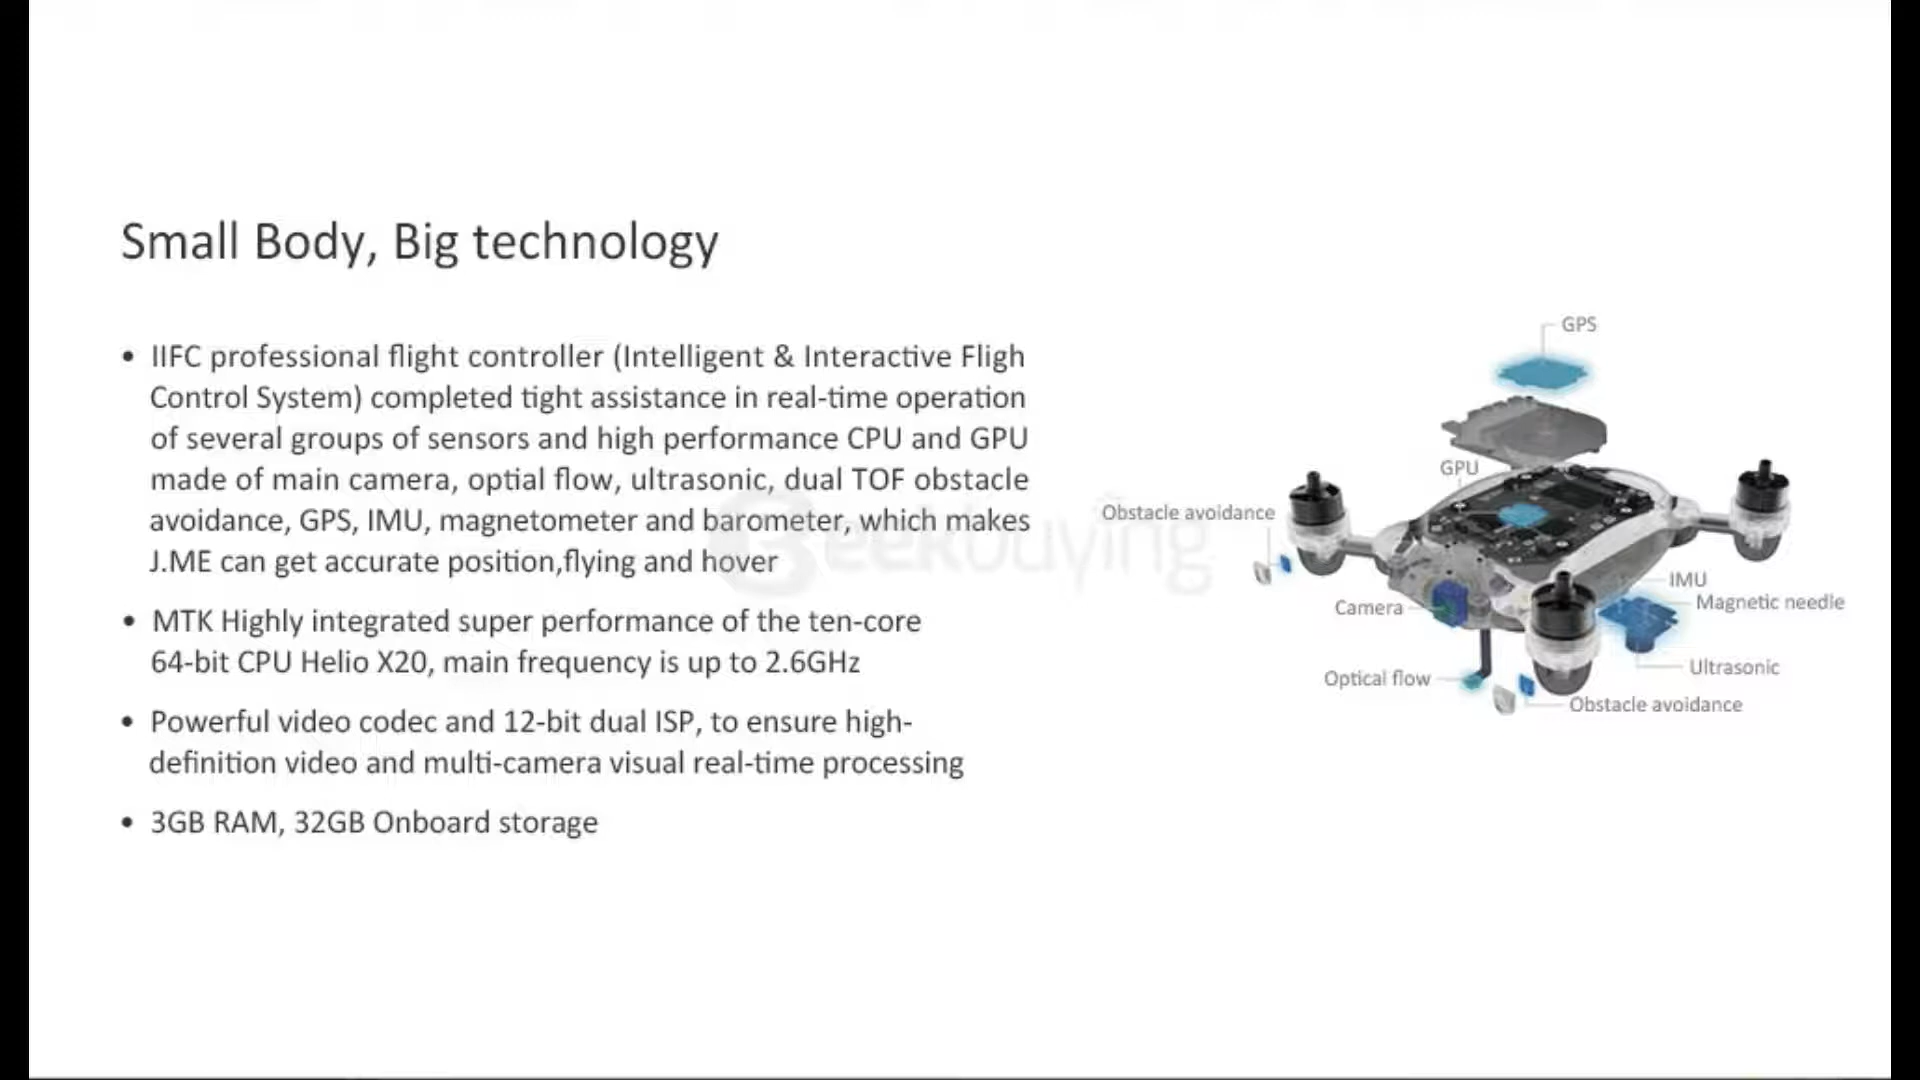 Small Body, Big technology
• IIFC professional flight controller (Intelligent & Interactive Fligh
Control System) completed tight assistance in real-time operation
of several groups of sensors and high performance CPU and GPU
made of main camera, optial flow, ultrasonic, dual TOF obstacle
avoidance, GPS, IMU, magnetometer and barometer, which makes
J.ME can get accurate position,flying and hover
• MTK Highly integrated super performance of the ten-core
64-bit CPU Helio X20, main frequency is up to 2.6GHz
• Powerful video codec and 12-bit dual ISP, to ensure high-
definition video and multi-camera visual real-time processing
• 3GB RAM, 32GB Onboard storage
GPS
GPU
Obstacle avoidance
IMU
Magnetic needle
Camera
Ultrasonic
Optical flow
Obstacle avoidance
Geekbuying